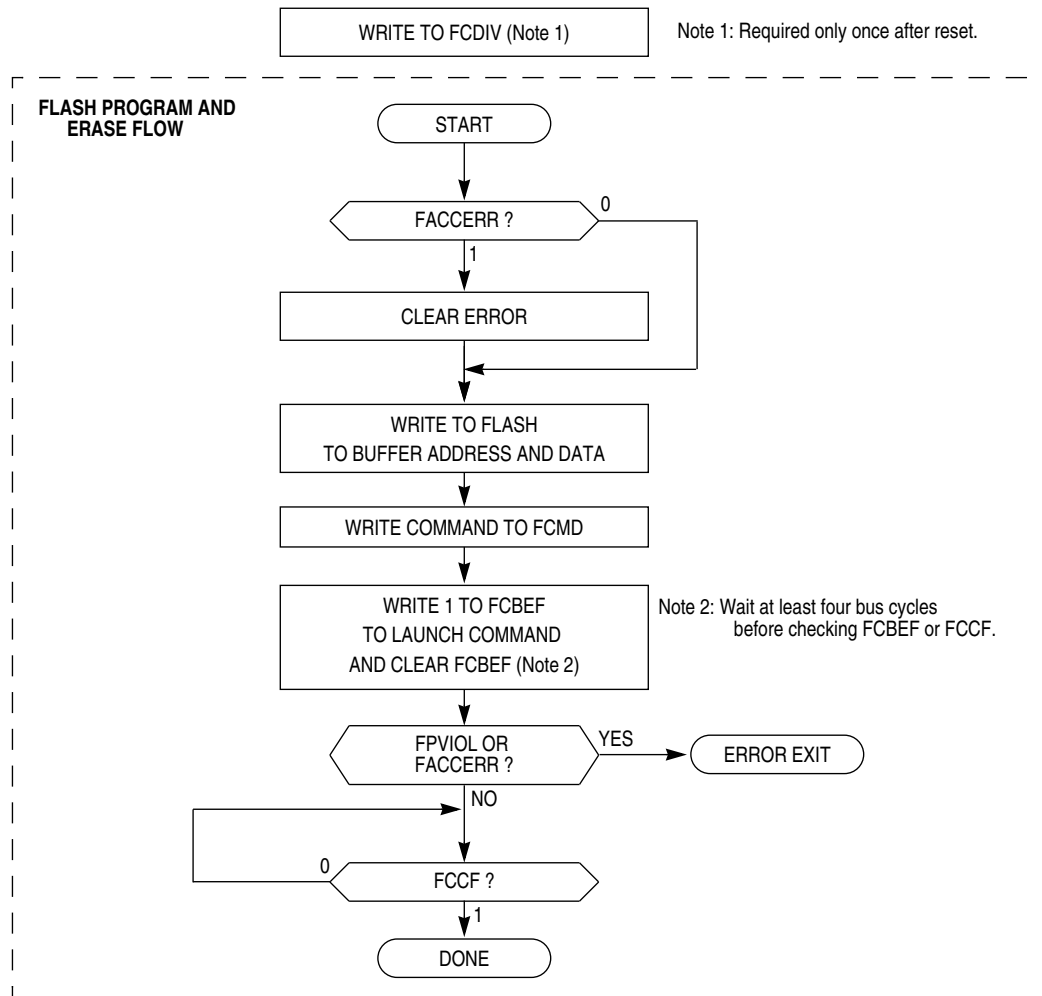 WRITE TO FCDIV (Note 1)
Note 1: Required only once after reset.
FLASH PROGRAM AND
ERASE FLOW
START
FACCERR ?
0
1
CLEAR ERROR
WRITE TO FLASH
TO BUFFER ADDRESS AND DATA
WRITE COMMAND TO FCMD
WRITE 1 TO FCBEF
TO LAUNCH COMMAND
AND CLEAR FCBEF (Note 2)
Note 2: Wait at least four bus cycles
before checking FCBEF or FCCF.
FPVIOL OR
FACCERR ?
YES
ERROR EXIT
NO
0
FCCF ?
1
DONE